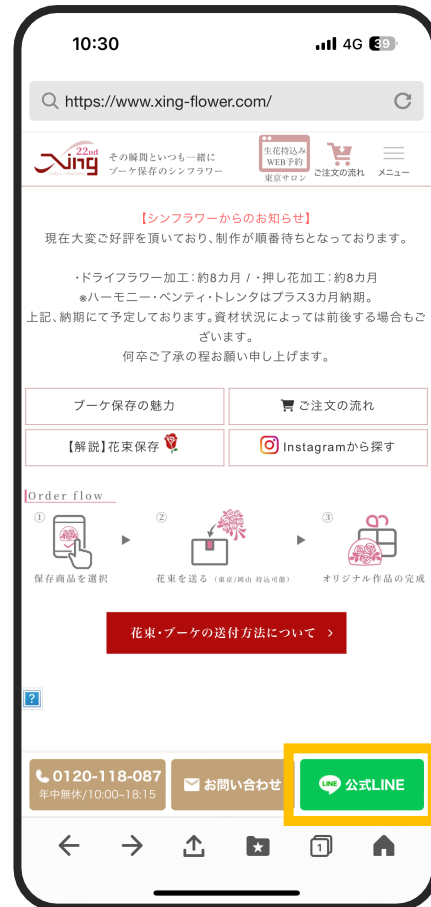 10:30
4G 39
https://www.xing-flower.com/
Xing 22nd
その瞬間といつも一緒に
ブーケ保存のシンフラワー
生花持込み
WEB予約
東京サロン
ご注文の流れ
メニュー
【シンフラワーからのお知らせ】
現在大変ご好評を頂いており、制作が順番待ちとなっております。
・ドライフラワー加工：約8カ月 / ・押し花加工：約8カ月
※ハーモニー・ベンティ・トレンタはプラス3カ月納期。
上記、納期にて予定しております。資材状況によっては前後する場合もご
ざいます。
何卒ご了承の程お願い申し上げます。
ブーケ保存の魅力
ご注文の流れ
【解説】花束保存
Instagramから探す
Order flow
①
②
③
保存商品を選択
花束を送る（東京/岡山 持込可能）
オリジナル作品の完成
花束・ブーケの送付方法について >
?
0120-118-087
年中無休/10:00-18:15
お問い合わせ
LINE 公式LINE
1